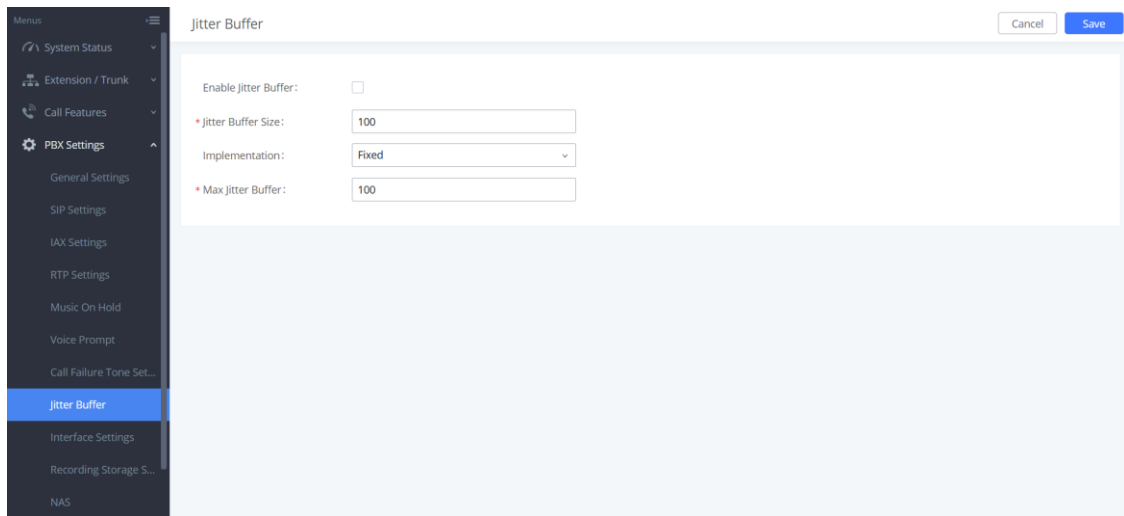 Menus
System Status
Extension / Trunk
Call Features
PBX Settings
General Settings
SIP Settings
IAX Settings
RTP Settings
Music On Hold
Voice Prompt
Call Failure Tone Set...
Jitter Buffer
Interface Settings
Recording Storage S...
NAS
Jitter Buffer
Cancel
Save
Enable Jitter Buffer:
* Jitter Buffer Size: 100
Implementation: Fixed
* Max Jitter Buffer: 100